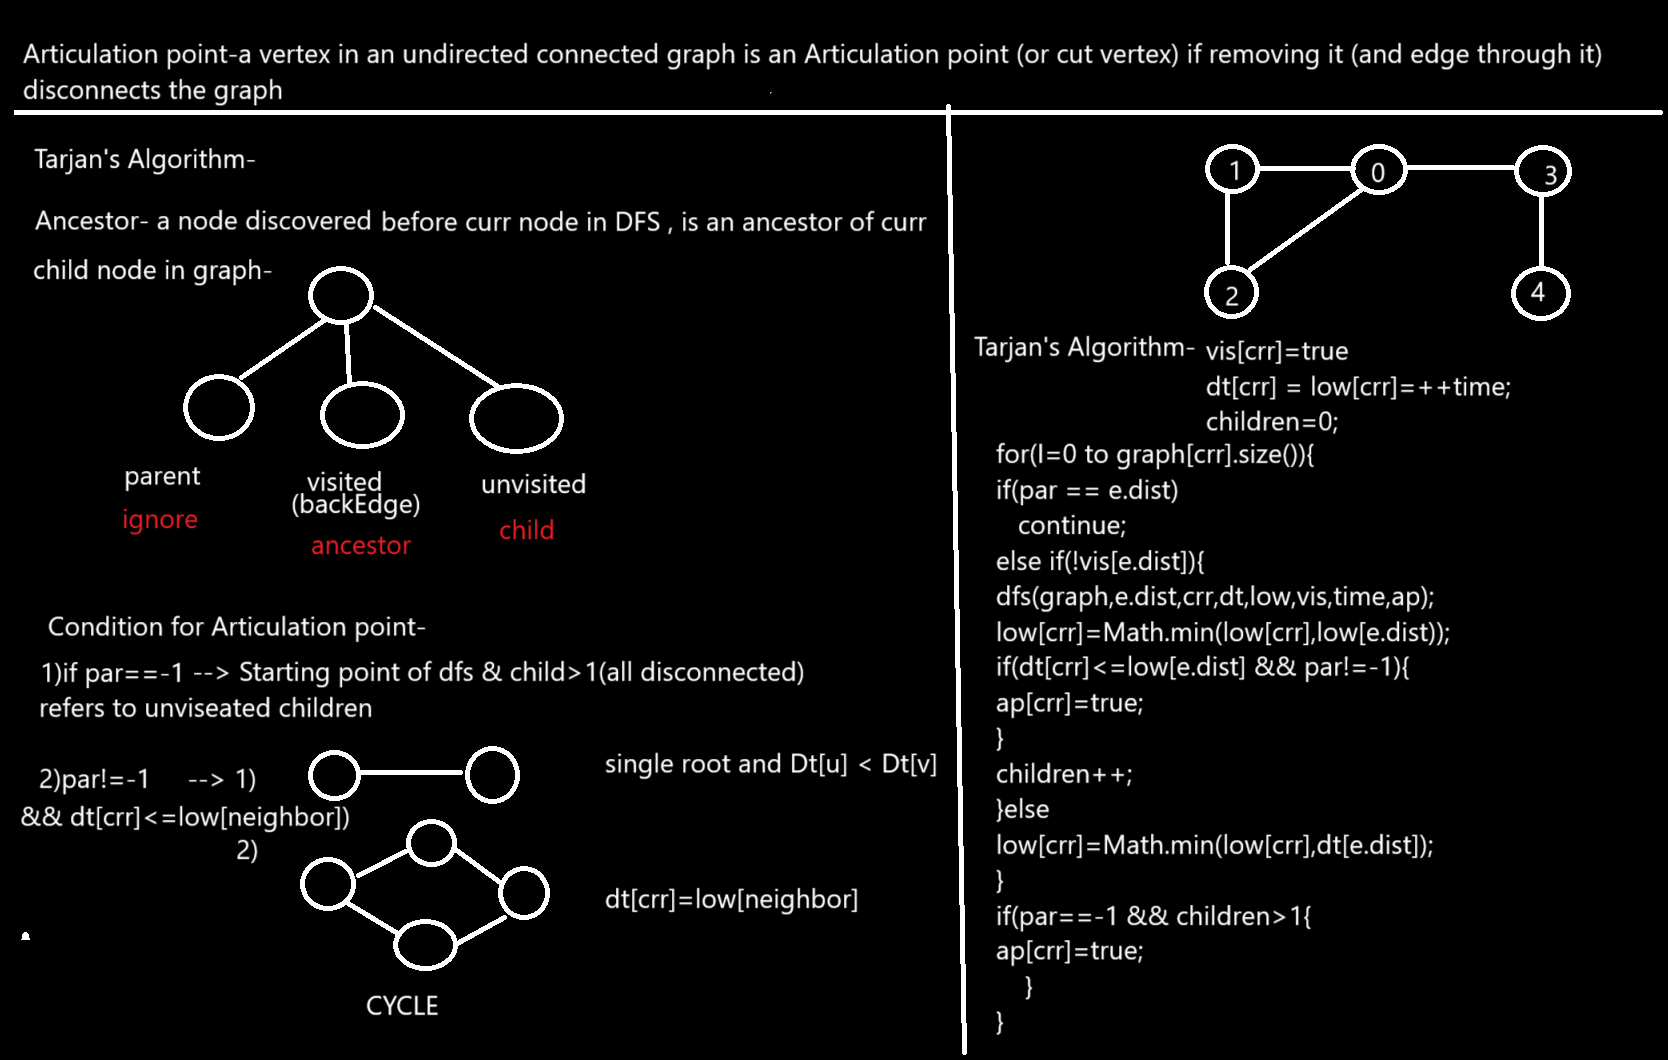 Articulation point-a vertex in an undirected connected graph is an Articulation point (or cut vertex) if removing it (and edge through it)
disconnects the graph
Tarjan's Algorithm-
Ancestor- a node discovered before curr node in DFS , is an ancestor of curr
child node in graph-
parent
ignore
visited
(backEdge)
ancestor
unvisited
child
Condition for Articulation point-
1)if par==-1 --> Starting point of dfs & child>1(all disconnected)
refers to unviseated children
2)par!=-1 --> 1)
&& dt[crr]<=low[neighbor])
2)
single root and Dt[u] < Dt[v]
dt[crr]=low[neighbor]
CYCLE
1
0
3
2
4
Tarjan's Algorithm- vis[crr]=true
dt[crr] = low[crr]=++time;
children=0;
for(I=0 to graph[crr].size()){
if(par == e.dist)
continue;
else if(!vis[e.dist]){
dfs(graph,e.dist,crr,dt,low,vis,time,ap);
low[crr]=Math.min(low[crr],low[e.dist));
if(dt[crr]<=low[e.dist] && par!=-1){
ap[crr]=true;
}
children++;
}else
low[crr]=Math.min(low[crr],dt[e.dist]);
}
if(par==-1 && children>1{
ap[crr]=true;
}
}